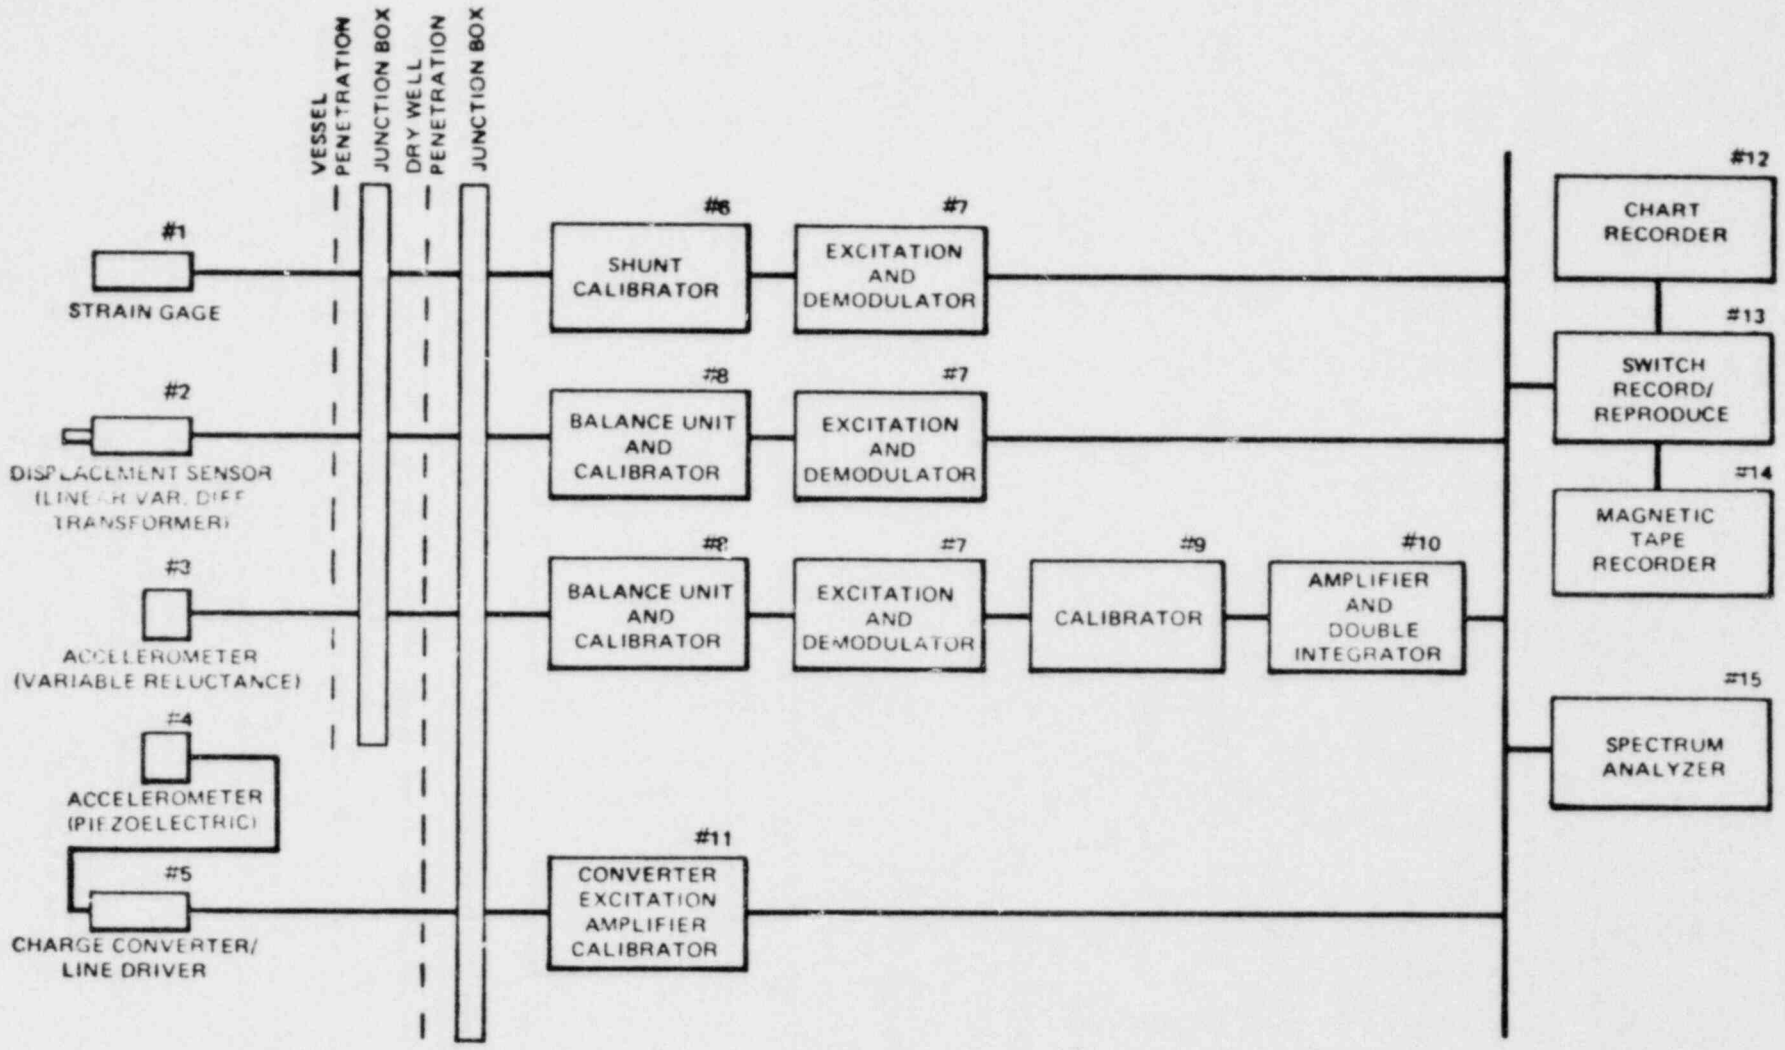 VESSEL
PENETRATION
JUNCTION BOX
DRY WELL
PENETRATION
JUNCTION BOX
#1
STRAIN GAGE
#6
SHUNT
CALIBRATOR
#7
EXCITATION
AND
DEMODULATOR
#2
DISPLACEMENT SENSOR
(LINEAR VAR. DIFF
TRANSFORMER)
#8
BALANCE UNIT
AND
CALIBRATOR
#7
EXCITATION
AND
DEMODULATOR
#3
ACCELEROMETER
(VARIABLE RELUCTANCE)
#8
BALANCE UNIT
AND
CALIBRATOR
#7
EXCITATION
AND
DEMODULATOR
#9
CALIBRATOR
#10
AMPLIFIER
AND
DOUBLE
INTEGRATOR
#4
ACCELEROMETER
(PIEZOELECTRIC)
#5
CHARGE CONVERTER/
LINE DRIVER
#11
CONVERTER
EXCITATION
AMPLIFIER
CALIBRATOR
#12
CHART
RECORDER
#13
SWITCH
RECORD/
REPRODUCE
#14
MAGNETIC
TAPE
RECORDER
#15
SPECTRUM
ANALYZER